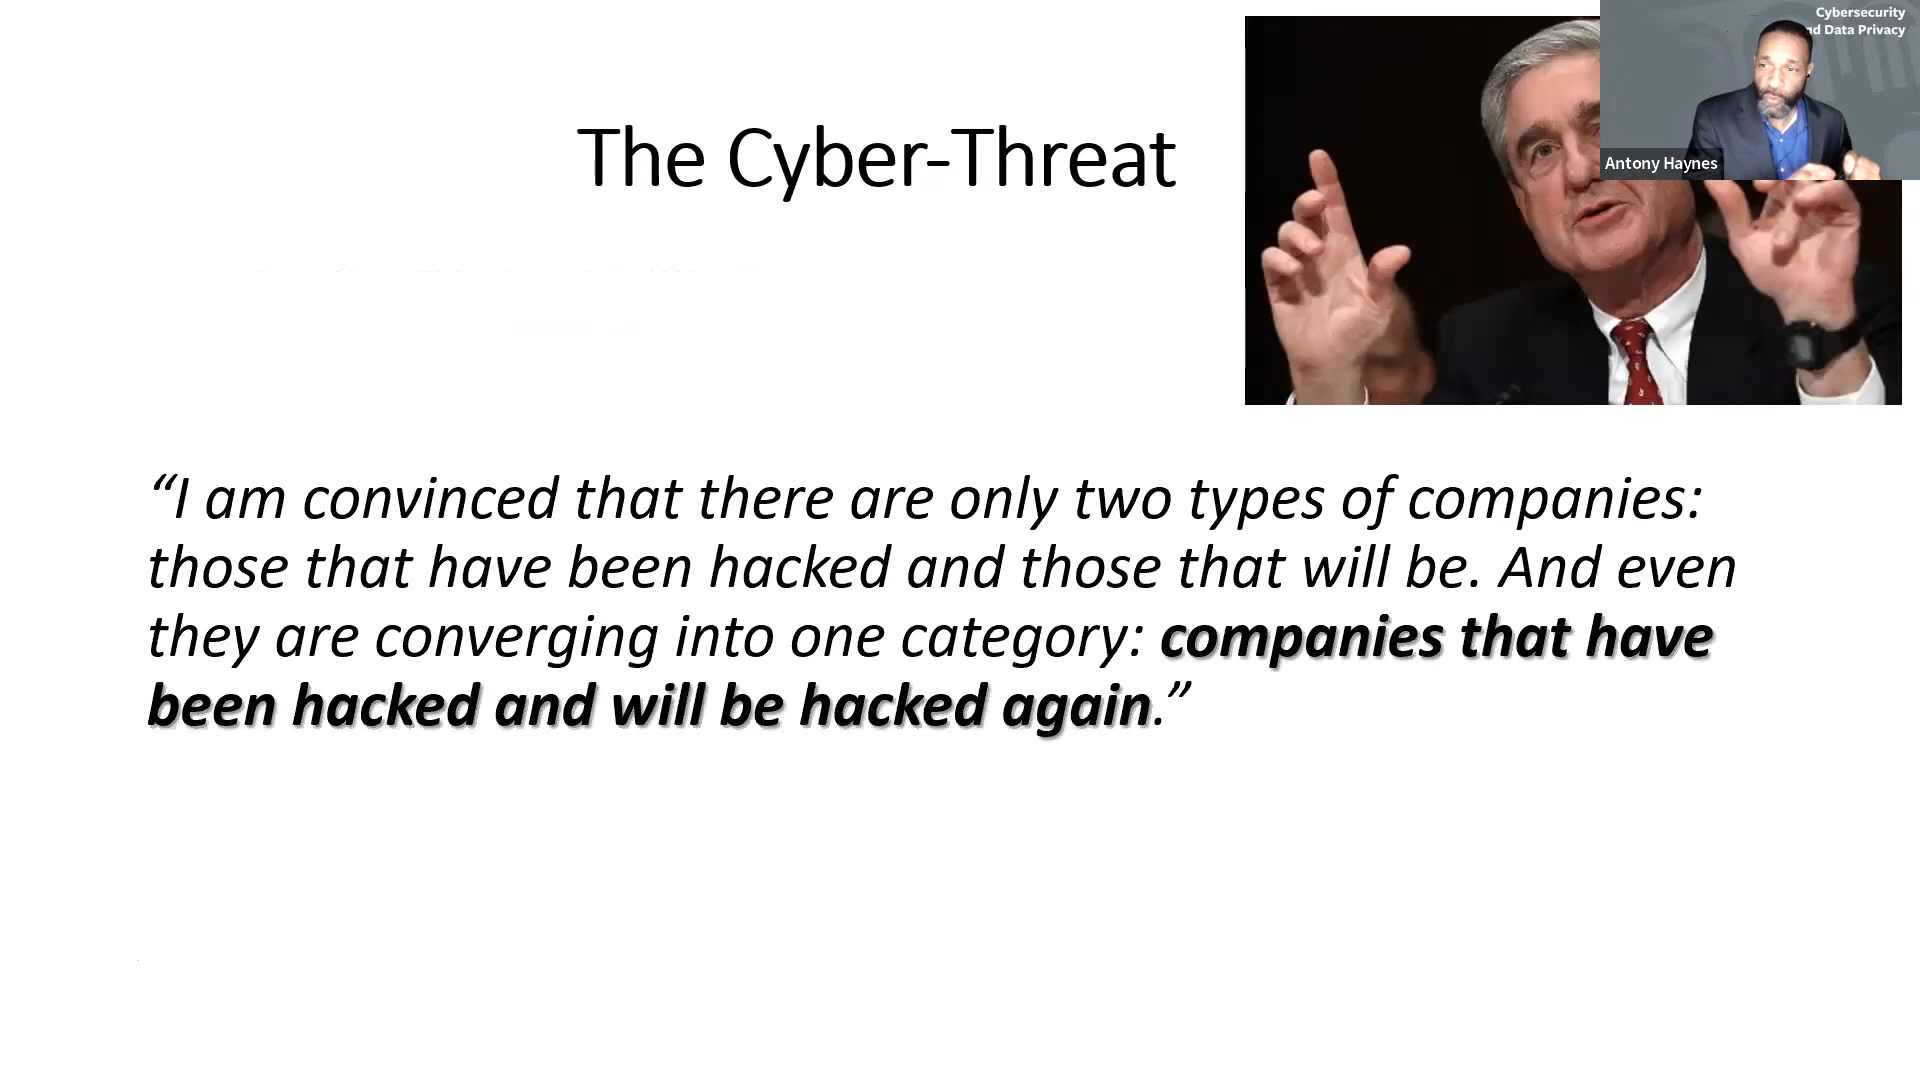 Cybersecurity
nd Data Privacy
The Cyber-Threat
Antony Haynes
“I am convinced that there are only two types of companies:
those that have been hacked and those that will be. And even
they are converging into one category: companies that have
been hacked and will be hacked again.”